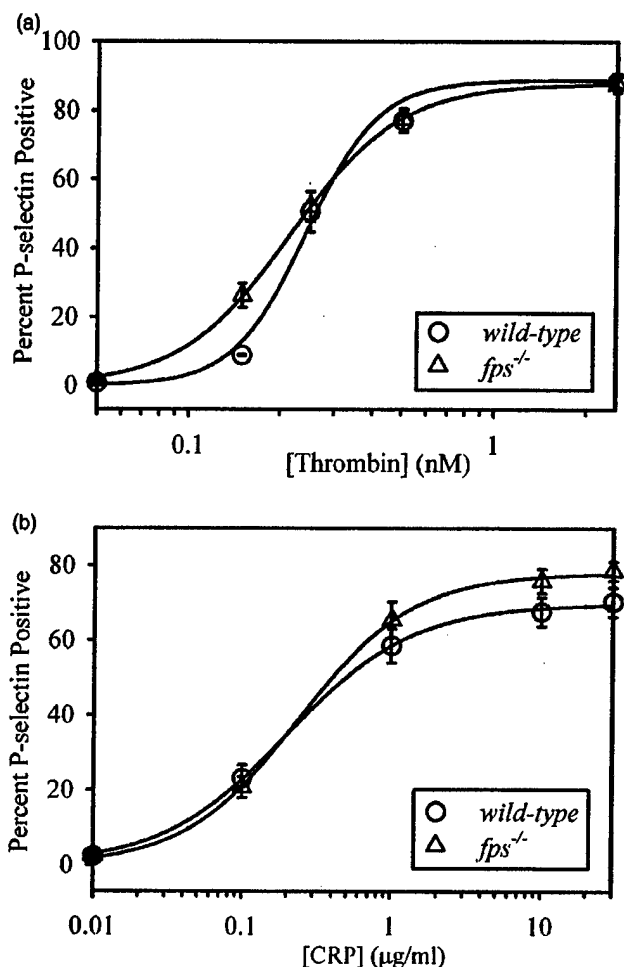 (a)
Percent P-selectin Positive
100
80
60
40
20
0
wild-type
fps-/-
0.1
1
[Thrombin] (nM)
(b)
Percent P-selectin Positive
80
60
40
20
0
wild-type
fps-/-
0.01
0.1
1
10
[CRP] (μg/ml)